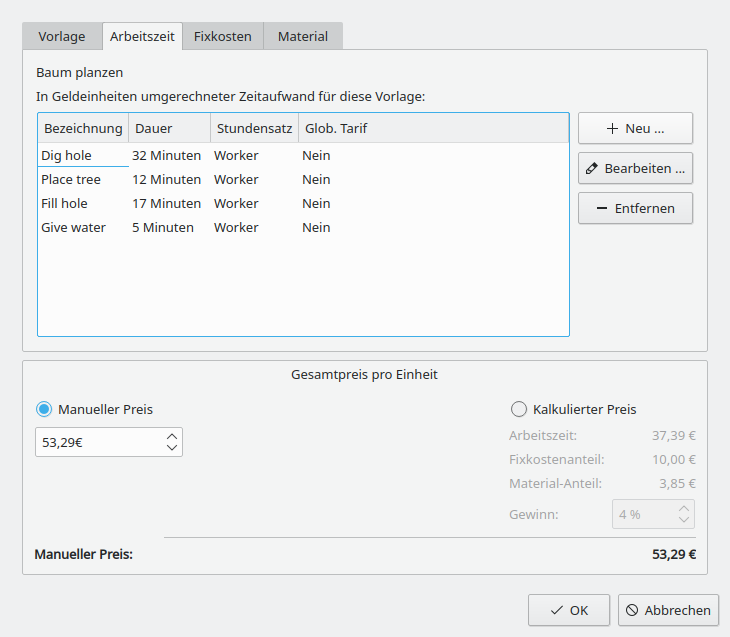 Vorlage Arbeitszeit Fixkosten Material
Baum planzen
In Geldeinheiten umgerechneter Zeitaufwand für diese Vorlage:
Bezeichnung Dauer Stundensatz Glob. Tarif
Dig hole 32 Minuten Worker Nein
Place tree 12 Minuten Worker Nein
Fill hole 17 Minuten Worker Nein
Give water 5 Minuten Worker Nein
Neu ...
Bearbeiten ...
Entfernen
Gesamtpreis pro Einheit
Manueller Preis
53,29€
Kalkulierter Preis
Arbeitszeit: 37,39 €
Fixkostenanteil: 10,00 €
Material-Anteil: 3,85 €
Gewinn: 4 %
Manueller Preis: 53,29 €
OK Abbrechen